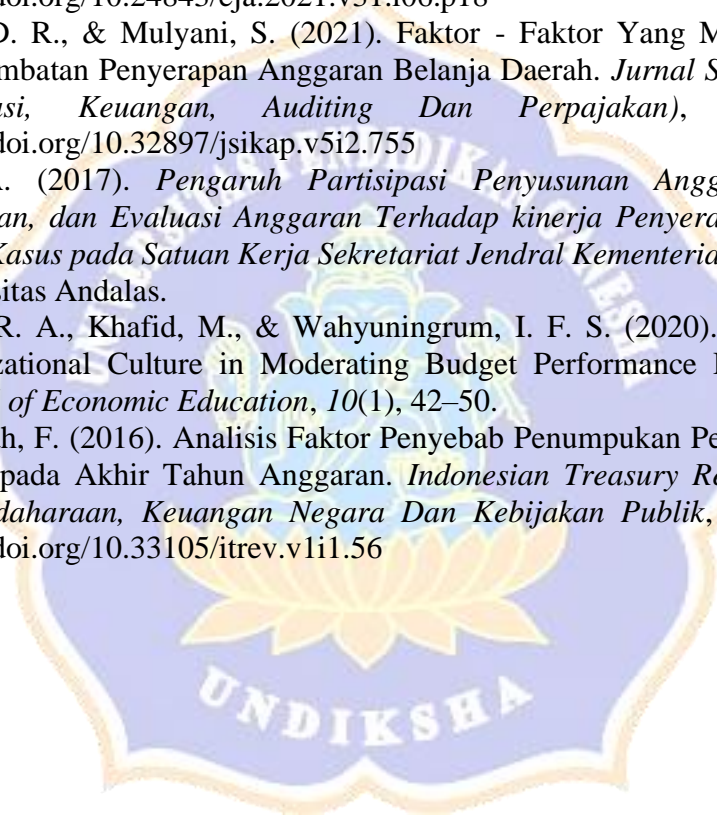 doi.org/10.24843/eja.2021.v31.i06.p18
D. R., & Mulyani, S. (2021). Faktor - Faktor Yang M
mbatan Penyerapan Anggaran Belanja Daerah. Jurnal S
si, Keuangan, Auditing Dan Perpajakan),
doi.org/10.32897/jsikap.v5i2.755
(2017). Pengaruh Partisipasi Penyusunan Angg
an, dan Evaluasi Anggaran Terhadap kinerja Penyera
Kasus pada Satuan Kerja Sekretariat Jendral Kementeria
sitas Andalas.
R. A., Khafid, M., & Wahyuningrum, I. F. S. (2020).
zational Culture in Moderating Budget Performance
of Economic Education, 10(1), 42–50.
h, F. (2016). Analisis Faktor Penyebab Penumpukan Pe
pada Akhir Tahun Anggaran. Indonesian Treasury Re
daharaan, Keuangan Negara Dan Kebijakan Publik,
doi.org/10.33105/itrev.v1i1.56
UNIVERSITAS PENDIDIKAN GANESHA
UNDIKSHA